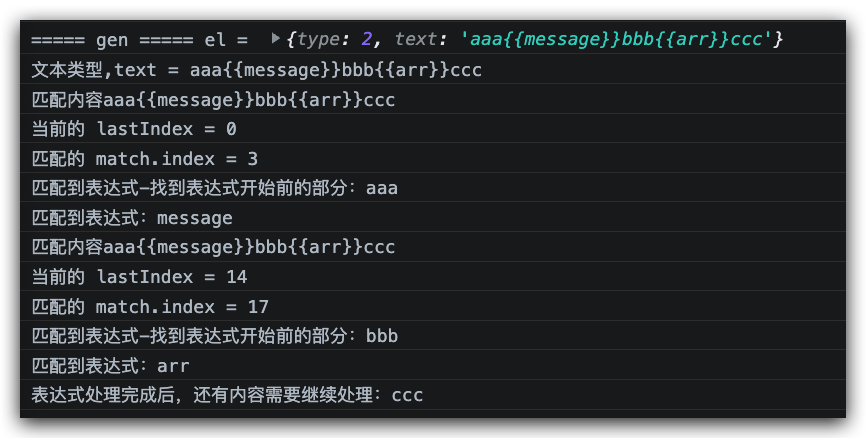 ===== gen ===== el =  ▶{type: 2, text: 'aaa{{message}}bbb{{arr}}ccc'}
文本类型,text = aaa{{message}}bbb{{arr}}ccc
匹配内容aaa{{message}}bbb{{arr}}ccc
当前的 lastIndex = 0
匹配的 match.index = 3
匹配到表达式-找到表达式开始前的部分：aaa
匹配到表达式：message
匹配内容aaa{{message}}bbb{{arr}}ccc
当前的 lastIndex = 14
匹配的 match.index = 17
匹配到表达式-找到表达式开始前的部分：bbb
匹配到表达式：arr
表达式处理完成后，还有内容需要继续处理：ccc